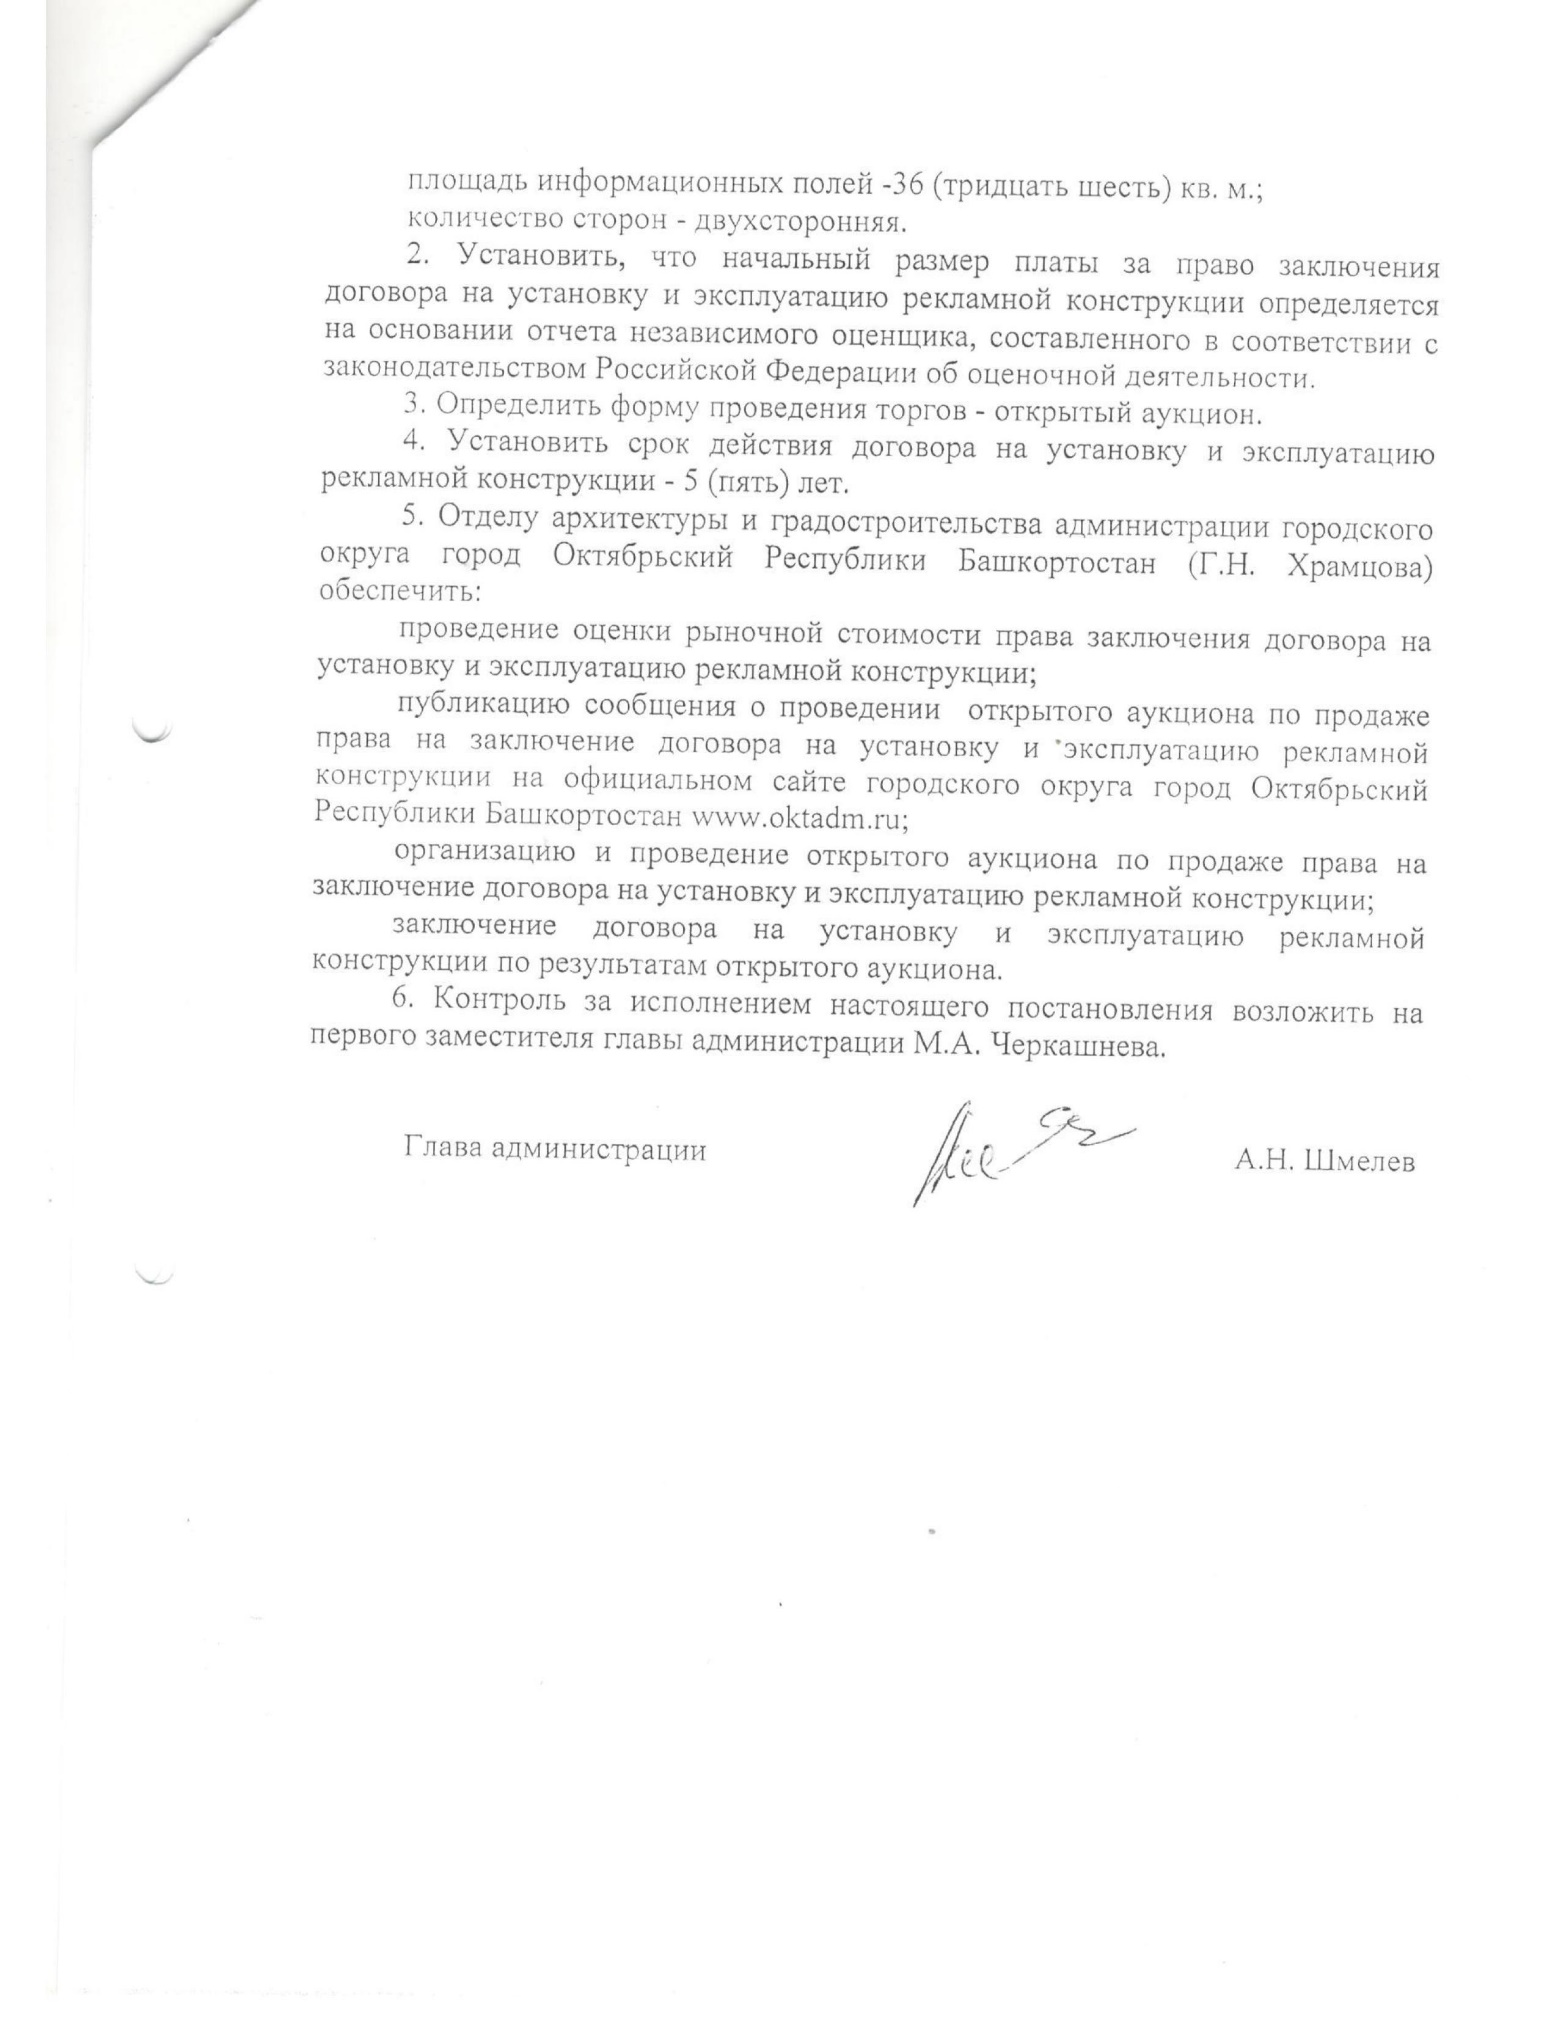 площадь информационных полей -36 (тридцать шесть) кв. м.;
количество сторон - двухсторонняя.
2. Установить, что начальный размер платы за право заключения
договора на установку и эксплуатацию рекламной конструкции определяется
на основании отчета независимого оценщика, составленного в соответствии с
законодательством Российской Федерации об оценочной деятельности.
3. Определить форму проведения торгов - открытый аукцион.
4. Установить срок действия договора на установку и эксплуатацию
рекламной конструкции - 5 (пять) лет.
5. Отделу архитектуры и градостроительства администрации городского
округа город Октябрьский Республики Башкортостан (Г.Н. Храмцова)
обеспечить:
проведение оценки рыночной стоимости права заключения договора на
установку и эксплуатацию рекламной конструкции;
публикацию сообщения о проведении открытого аукциона по продаже
права на заключение договора на установку и эксплуатацию рекламной
конструкции на официальном сайте городского округа город Октябрьский
Республики Башкортостан www.oktadm.ru;
организацию и проведение открытого аукциона по продаже права на
заключение договора на установку и эксплуатацию рекламной конструкции;
заключение договора на установку и эксплуатацию рекламной
конструкции по результатам открытого аукциона.
6. Контроль за исполнением настоящего постановления возложить на
первого заместителя главы администрации М.А. Черкашнева.
Глава администрации
А.Н. Шмелев